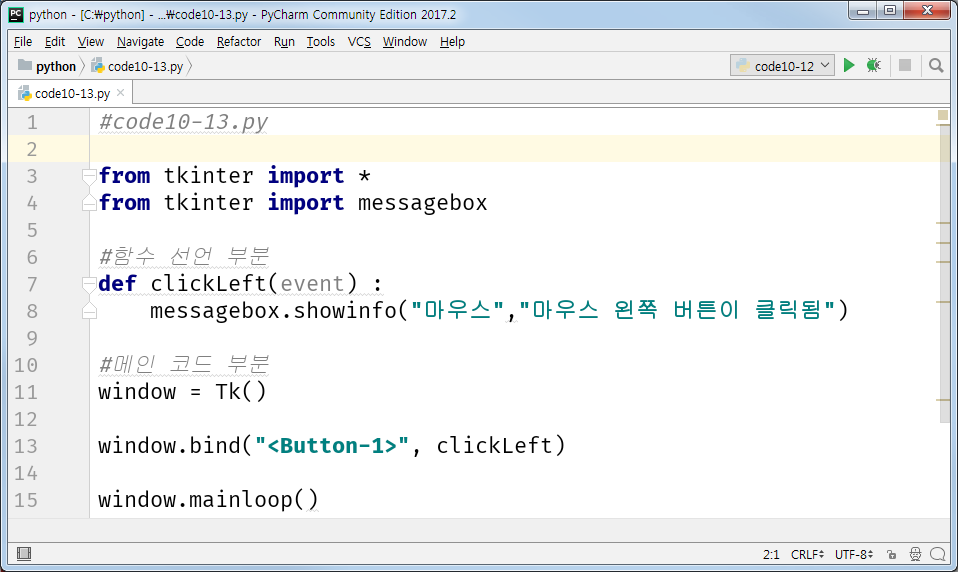 python - [C:₩python] - ...₩code10-13.py - PyCharm Community Edition 2017.2
File Edit View Navigate Code Refactor Run Tools VCS Window Help
python code10-13.py code10-12
code10-13.py
1 #code10-13.py
2
3 from tkinter import *
4 from tkinter import messagebox
5
6 #함수 선언 부분
7 def clickLeft(event) :
8 messagebox.showinfo("마우스","마우스 왼쪽 버튼이 클릭됨")
9
10 #메인 코드 부분
11 window = Tk()
12
13 window.bind("<Button-1>", clickLeft)
14
15 window.mainloop()
2:1 CRLF UTF-8